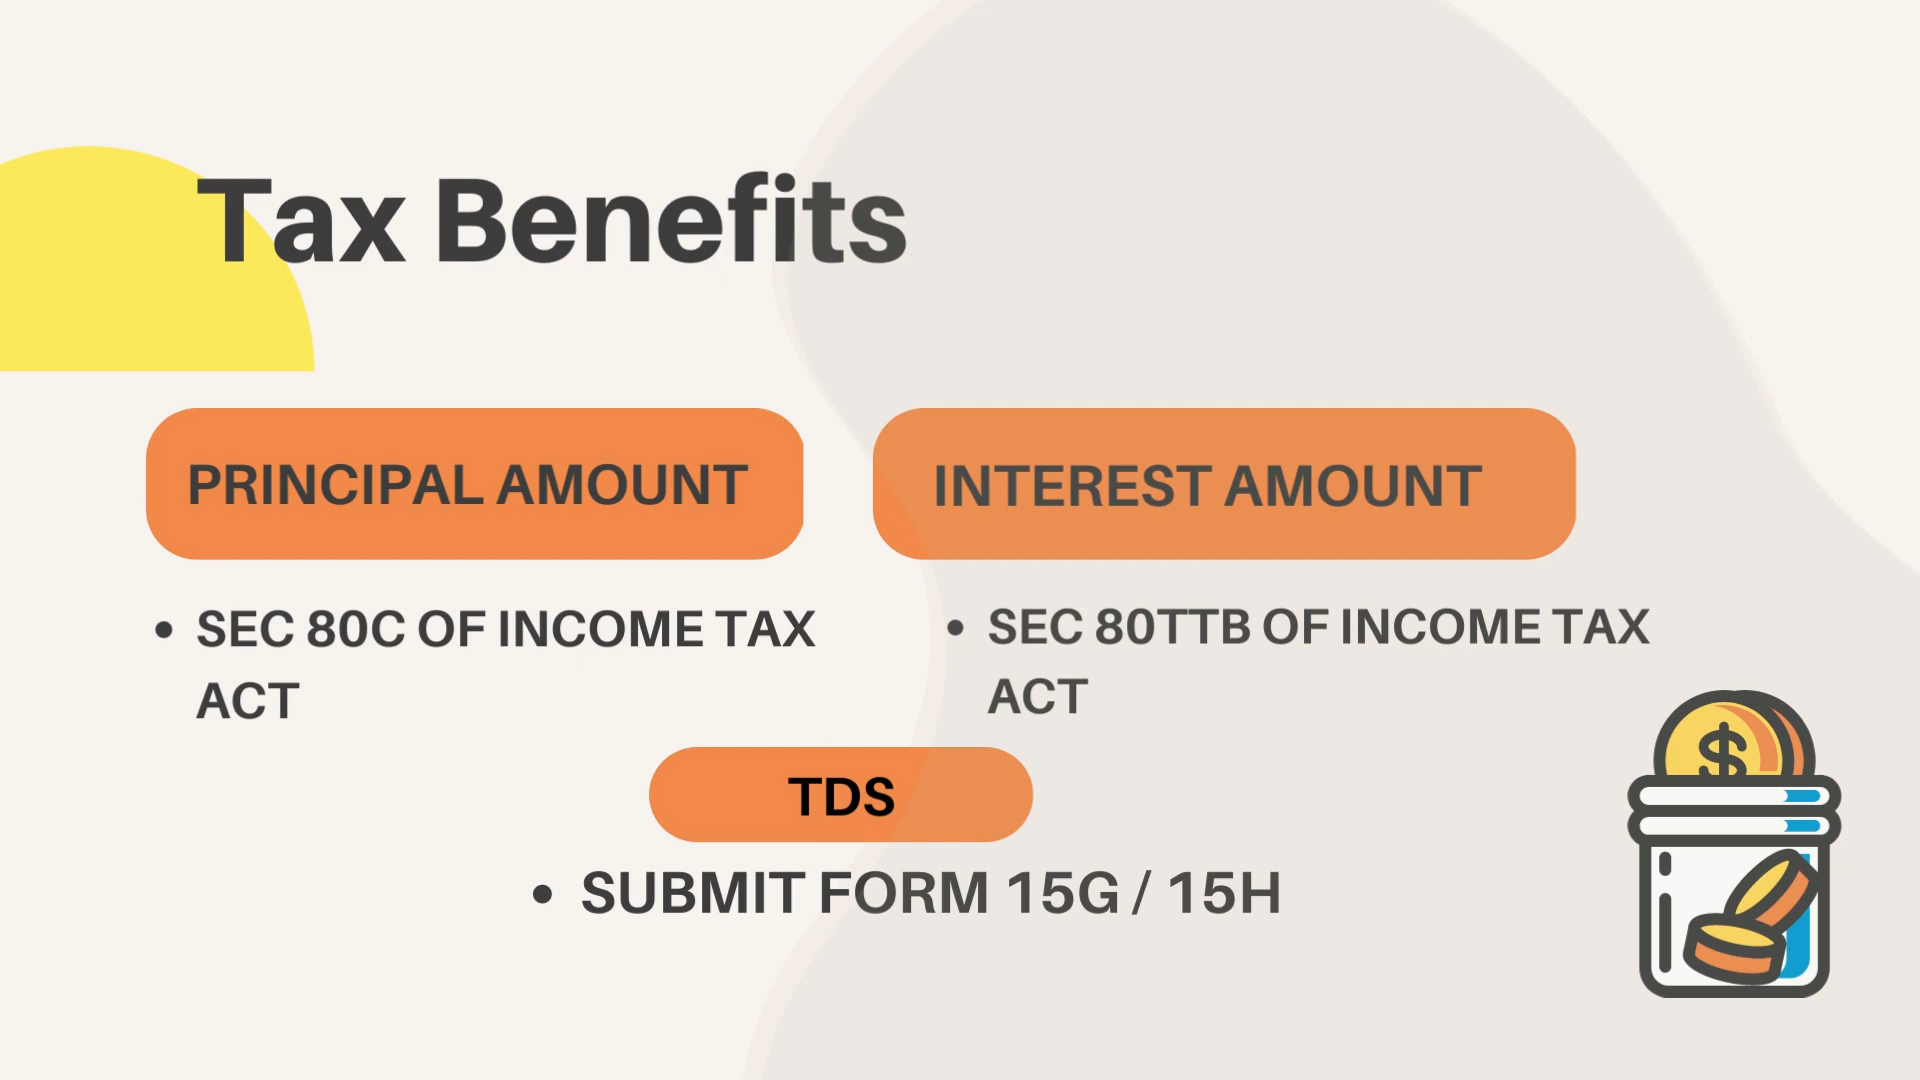 Tax Benefits
PRINCIPAL AMOUNT
INTEREST AMOUNT
• SEC 80C OF INCOME TAX
ACT
• SEC 80TTB OF INCOME TAX
ACT
TDS
• SUBMIT FORM 15G / 15H
$